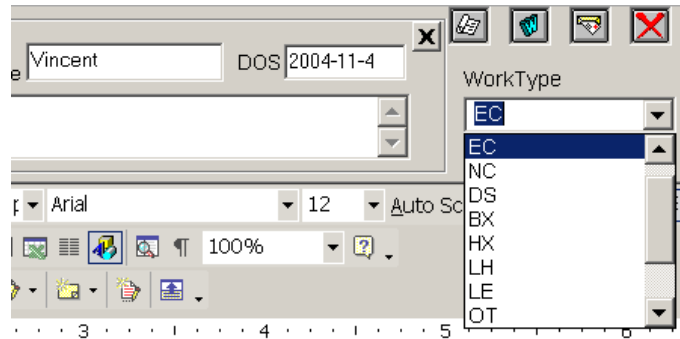 e Vincent DOS 2004-11-4 X
WorkType
EC
EC
NC
DS
BX
HX
LH
LE
OT
Arial 12 Auto Sc
¶ 100% ?
3 4 5 6